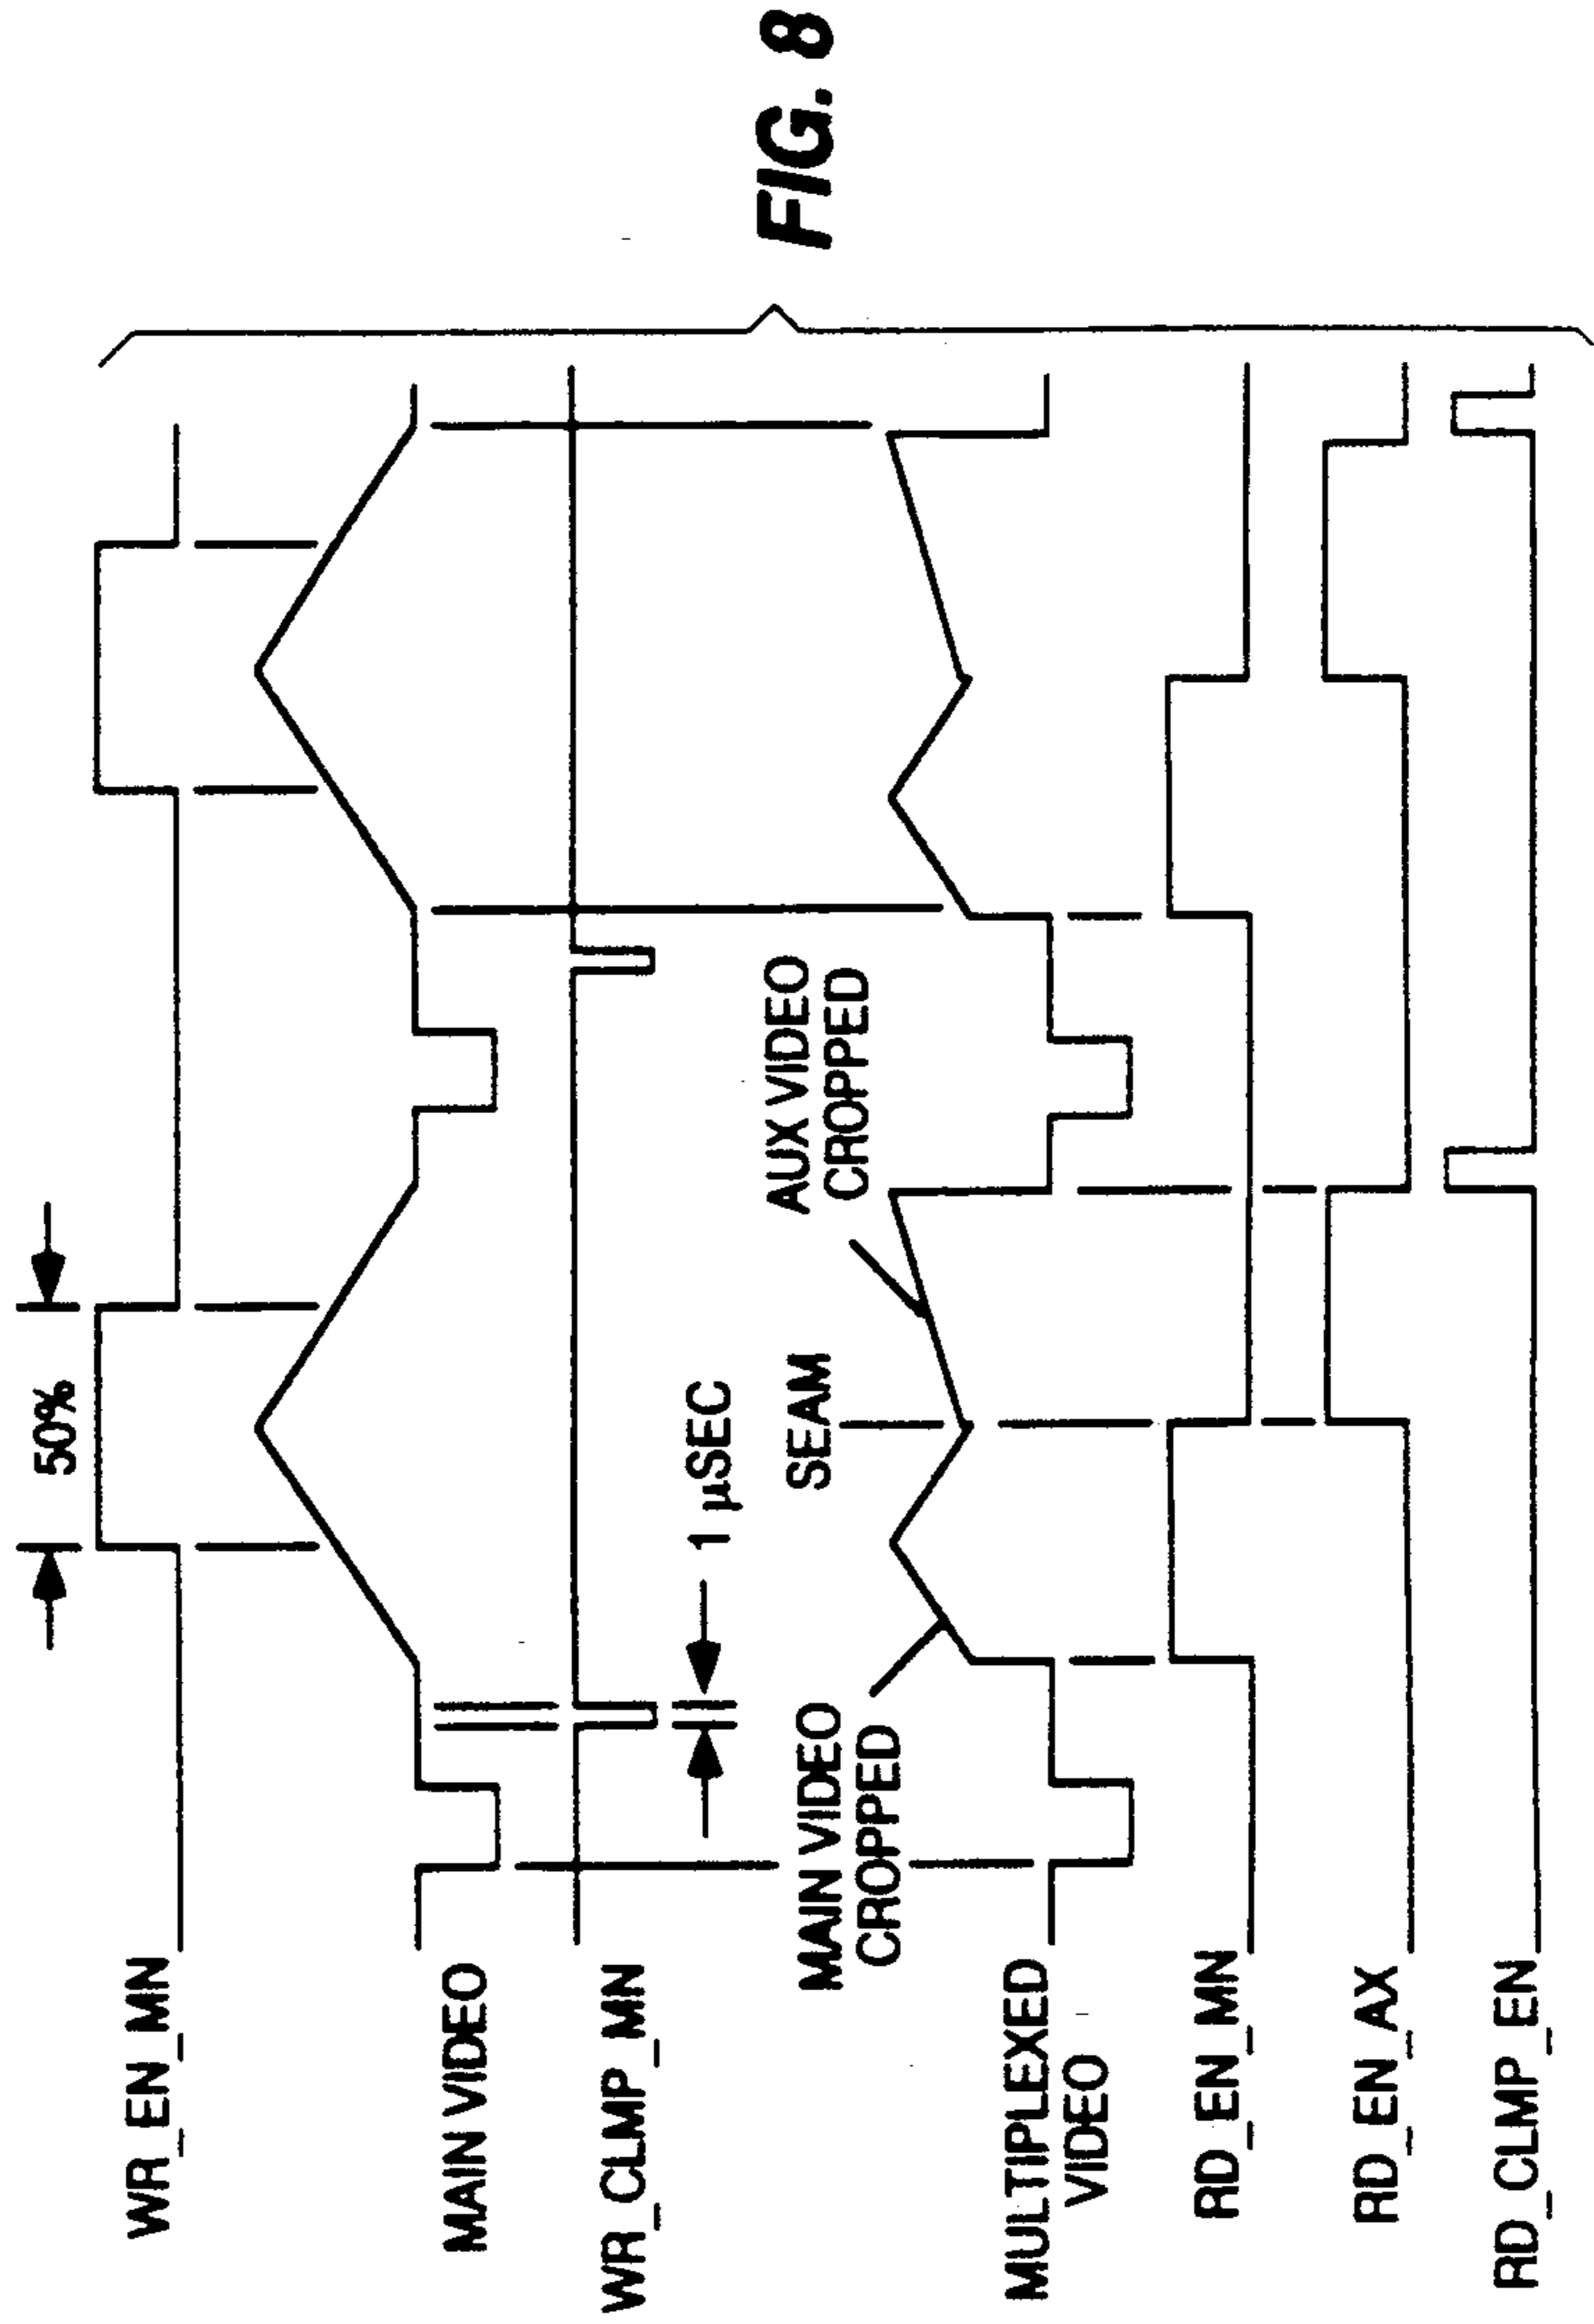 50%
WR_EN_MN
MAIN VIDEO
WR_CLMP_MN
1 µSEC
MAIN VIDEO
CROPPED
SEAM
AUX VIDEO
CROPPED
MULTIPLEXED
VIDEO
RD_EN_MN
RD_EN_AX
RD_CLMP_EN
FIG. 8